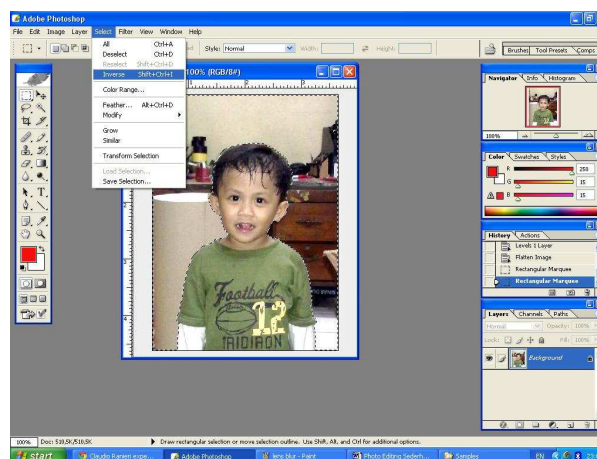 Adobe Photoshop
File Edit Image Layer Select Filter View Window Help
Style: Normal Width: Height:
Brushes Tool Presets Comps
All Ctrl+A
Deselect Ctrl+D
Reselect Shift+Ctrl+D
Inverse Shift+Ctrl+I
Color Range...
Feather... Alt+Ctrl+D
Modify
Grow
Similar
Transform Selection
Load Selection...
Save Selection...
100% (RGB/8#)
Football
12
GRIDIRON
Navigator Info Histogram
100%
Color Swatches Styles
R 250
G 15
B 15
History Actions
Levels 1 Layer
Flatten Image
Rectangular Marquee
Rectangular Marquee
Layers Channels Paths
Normal Opacity: 100%
Lock: Fill: 100%
Background
100% Doc: 510,5K/510,5K Draw rectangular selection or move selection outline. Use Shift, Alt, and Ctrl for additional options.
start Claudio Ranieri expe... Adobe Photoshop lens blur - Paint Photo Editing Sederh... Samples EN